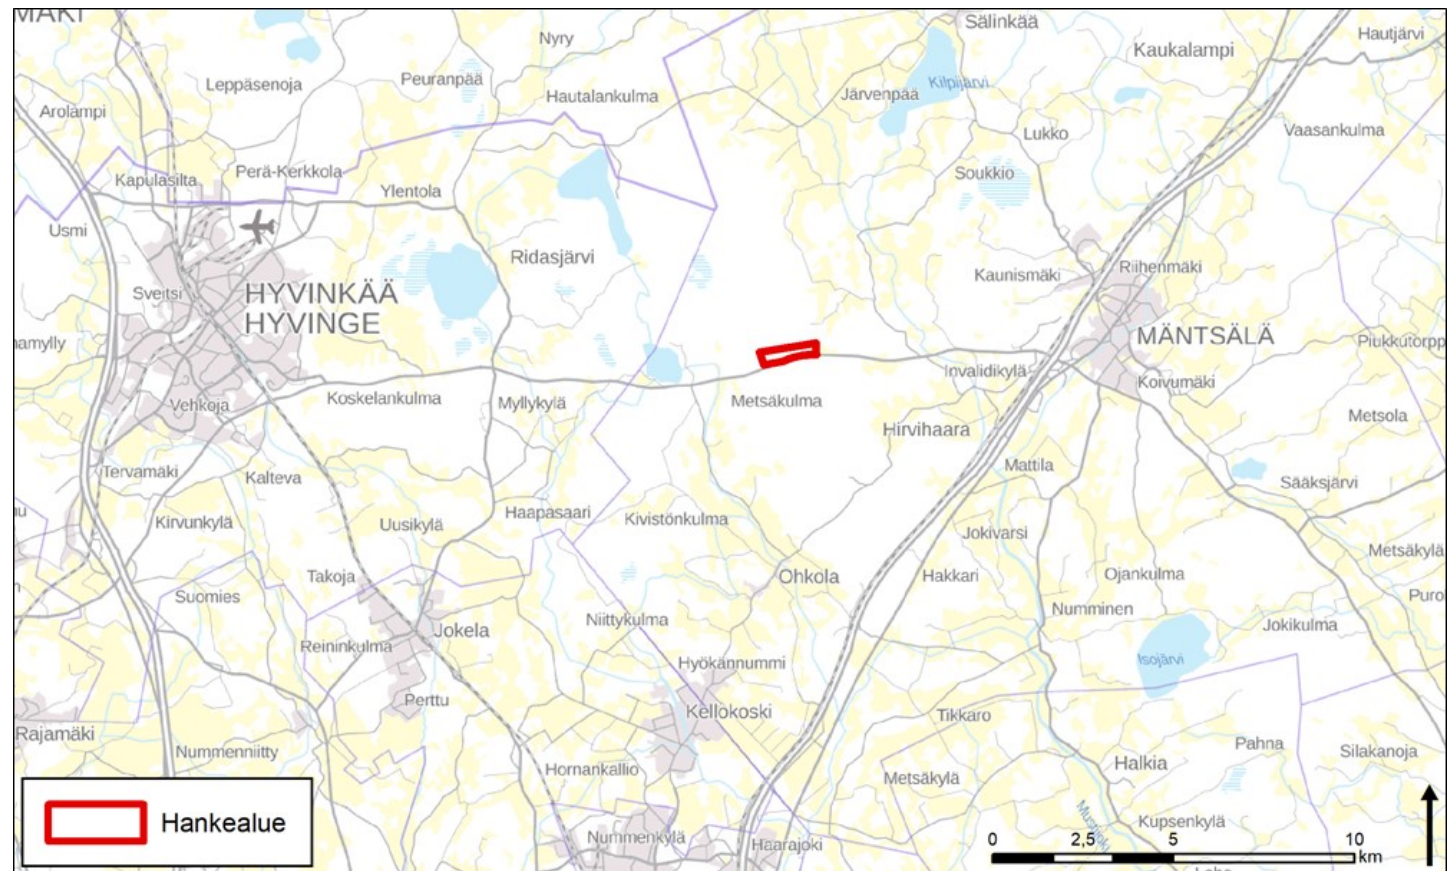 MÄKI
Nyry
Sälinkää
Hautjärvi
Kaukalampi
Leppäsenoja
Peuranpää
Kilpijärvi
Hautalankulma
Järvenpää
Arolampi
Lukko
Vaasankulma
Perä-Kerkkola
Kapulasilta
Ylentola
Soukkio
Usmi
Ridasjärvi
Kaunismäki
Riihenmäki
Sveitsi
HYVINKÄÄ
HYVINGE
MÄNTSÄLÄ
namylly
Piukkutorpp
Invalidikylä
Koivumäki
Koskelankulma
Myllykylä
Metsäkulma
Vehkoja
Hirvihaara
Metsola
Tervamäki
Kalteva
Mattila
Sääksjärvi
Haapasaari
Kivistönkulma
Kirvunkylä
Uusikylä
Jokivarsi
Metsäkylä
Takoja
Ohkola
Hakkari
Ojankulma
Suomies
Puro
Numminen
Niittykulma
Jokela
Jokikulma
Reininkulma
Isojärvi
Hyökännummi
Perttu
Kellokoski
Tikkaro
Rajamäki
Nummenniitty
Pahna
Silakanoja
Halkia
Hornankallio
Metsäkylä
Kupsenkylä
Nummenkylä
Haarajoki
Hankealue
0 2,5 5 10
km